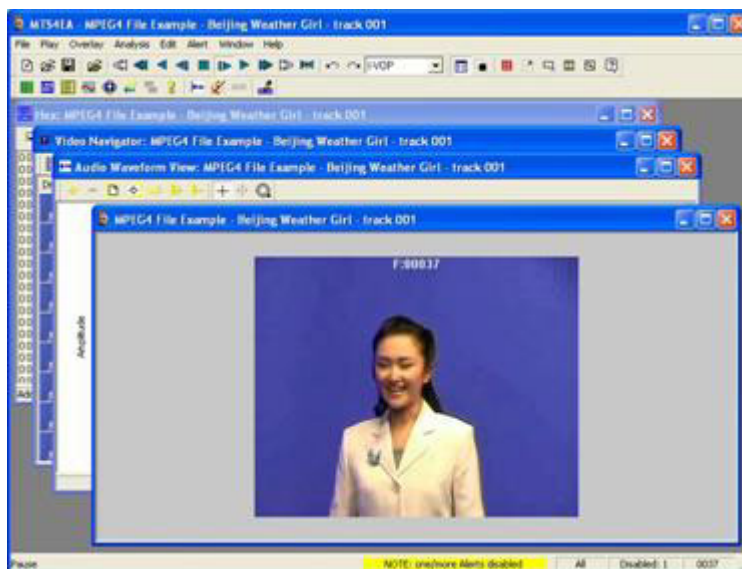 MTS4EA - MPEG4 File Example - Beijing Weather Girl - track 001
File Play Overlay Analysis Edit Alert Window Help
I-VOP
Hex: MPEG4 File Example - Beijing Weather Girl - track 001
Video Navigator: MPEG4 File Example - Beijing Weather Girl - track 001
Audio Waveform View: MPEG4 File Example - Beijing Weather Girl - track 001
MPEG4 File Example - Beijing Weather Girl - track 001
F:00037
Amplitude
Pause NOTE: one/more Alerts disabled All Disabled: 1 0037